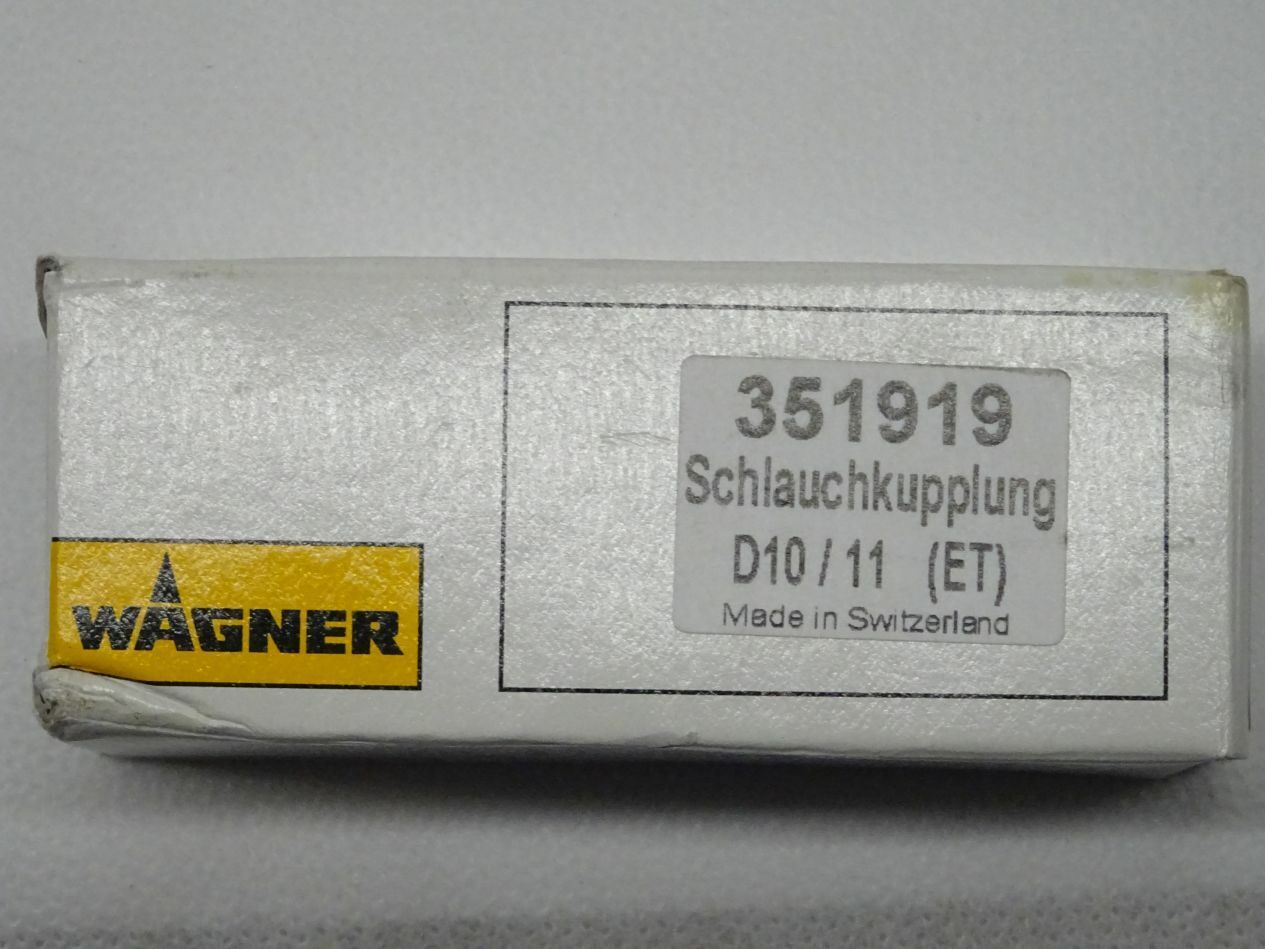 351919
Schlauchkupplung
D10 / 11 (ET)
Made in Switzerland
WAGNER